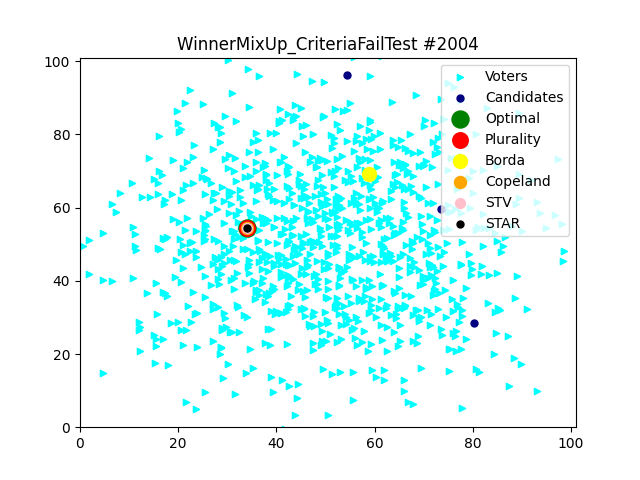 WinnerMixUp_CriteriaFailTest #2004
100
80
60
40
20
0
0 20 40 60 80 100
Voters
Candidates
Optimal
Plurality
Borda
Copeland
STV
STAR